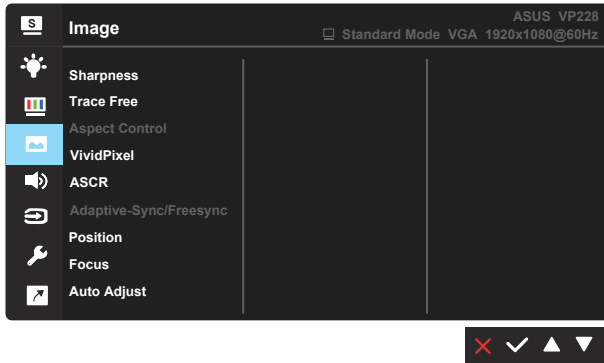 S
Image
ASUS VP228
Standard Mode VGA 1920x1080@60Hz
Sharpness
Trace Free
Aspect Control
VividPixel
ASCR
Adaptive-Sync/Freesync
Position
Focus
Auto Adjust